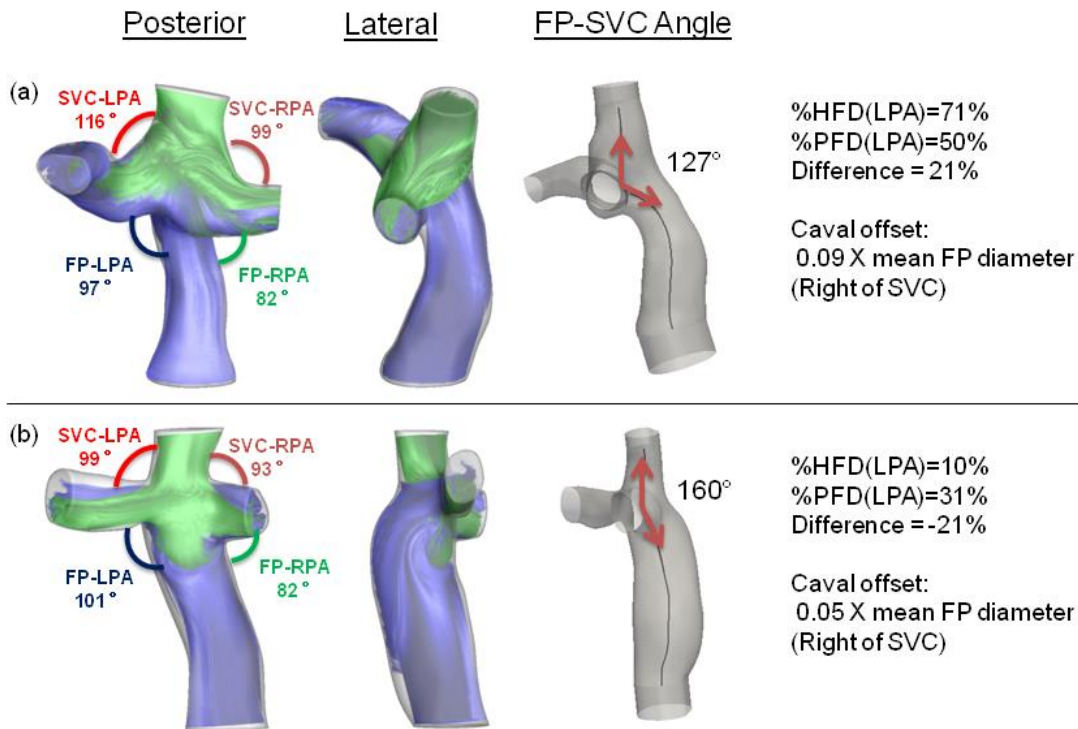 Posterior
Lateral
FP-SVC Angle
(a)
SVC-LPA
116°
SVC-RPA
99°
FP-LPA
97°
FP-RPA
82°
127°
%HFD(LPA)=71%
%PFD(LPA)=50%
Difference = 21%
Caval offset:
0.09 X mean FP diameter
(Right of SVC)
(b)
SVC-LPA
99°
SVC-RPA
93°
FP-LPA
101°
FP-RPA
82°
160°
%HFD(LPA)=10%
%PFD(LPA)=31%
Difference = -21%
Caval offset:
0.05 X mean FP diameter
(Right of SVC)